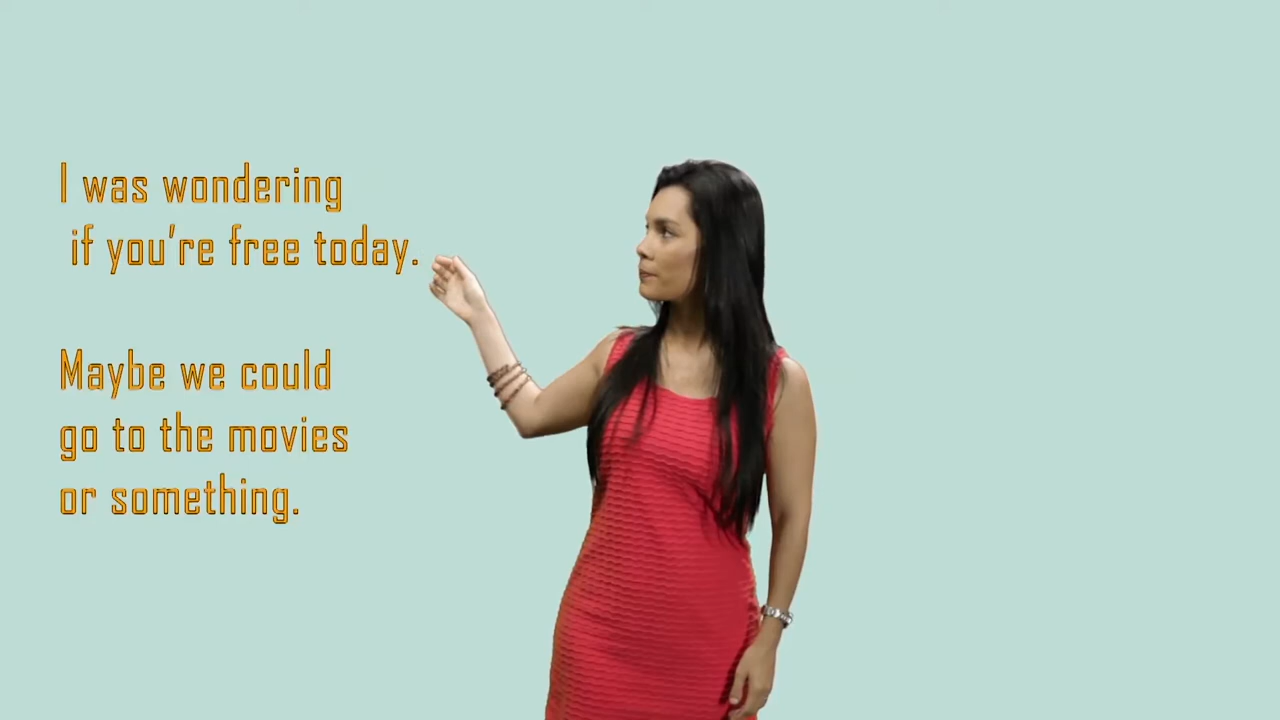 I was wondering
if you're free today.
Maybe we could
go to the movies
or something.